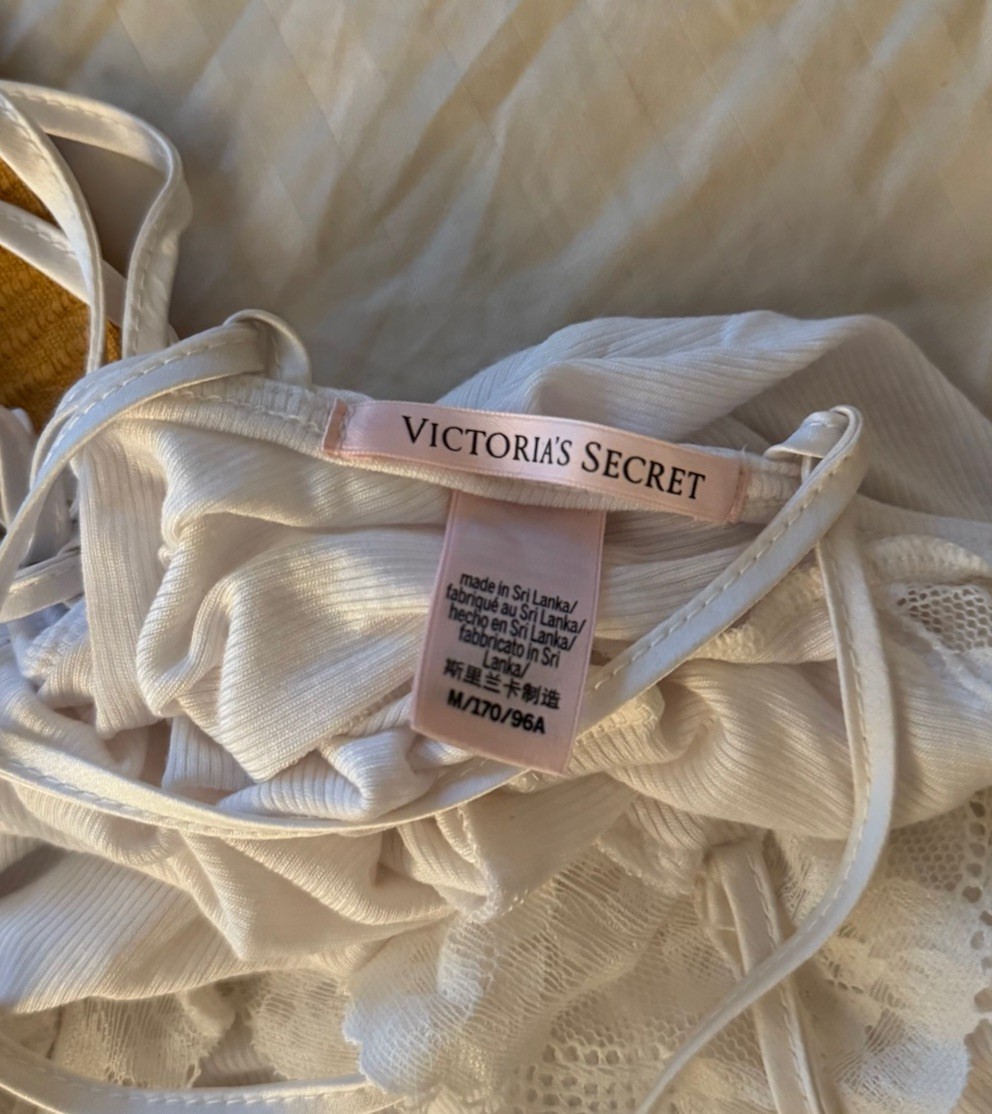 VICTORIA'S SECRET
made in Sri Lanka/
fabriqué au Sri Lanka/
hecho en Sri Lanka/
fabbricato in Sri
Lanka/
斯里兰卡制造
M/170/96A